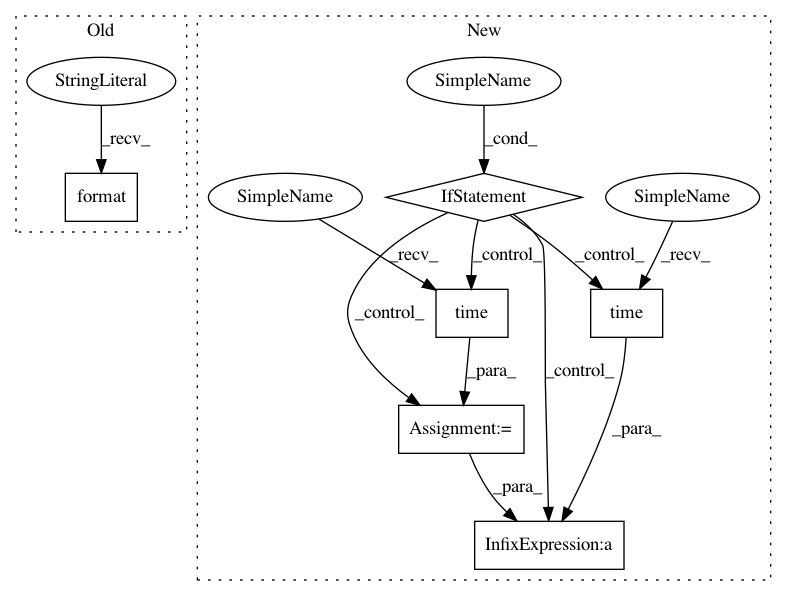 Old
New
StringLiteral
SimpleName
_recv_
_cond_
format
SimpleName
IfStatement
SimpleName
_recv_
_control_
_control_
_recv_
time
time
_control_
_para_
_control_
Assignment:=
_para_
_para_
InfixExpression:a